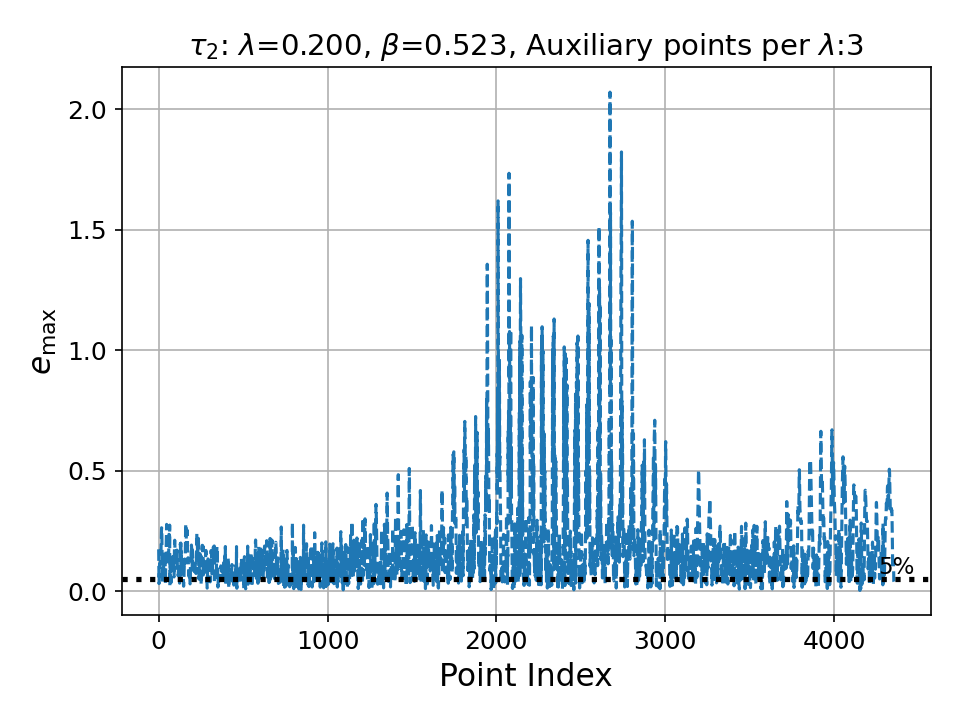 τ₂: λ=0.200, β=0.523, Auxiliary points per λ:3
2.0
1.5
1.0
0.5
0.0
e_max
5%
0 1000 2000 3000 4000
Point Index